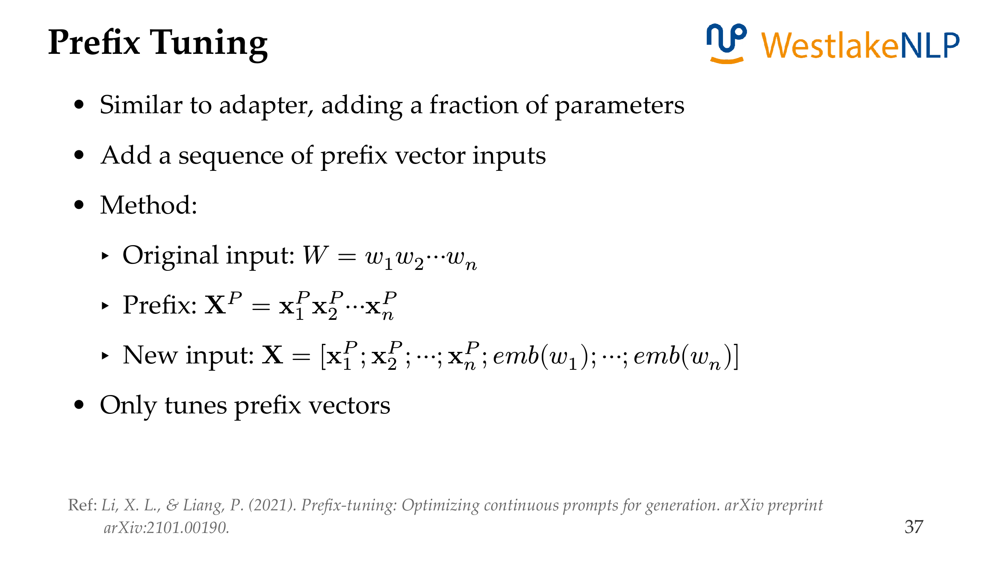 Prefix Tuning
WestlakeNLP
• Similar to adapter, adding a fraction of parameters
• Add a sequence of prefix vector inputs
• Method:
‣ Original input: $W = w_1 w_2 \cdots w_n$
‣ Prefix: $\mathbf{X}^P = \mathbf{x}_1^P \mathbf{x}_2^P \cdots \mathbf{x}_n^P$
‣ New input: $\mathbf{X} = [\mathbf{x}_1^P; \mathbf{x}_2^P; \cdots; \mathbf{x}_n^P; emb(w_1); \cdots; emb(w_n)]$
• Only tunes prefix vectors
Ref: Li, X. L., & Liang, P. (2021). Prefix-tuning: Optimizing continuous prompts for generation. arXiv preprint
arXiv:2101.00190.
37